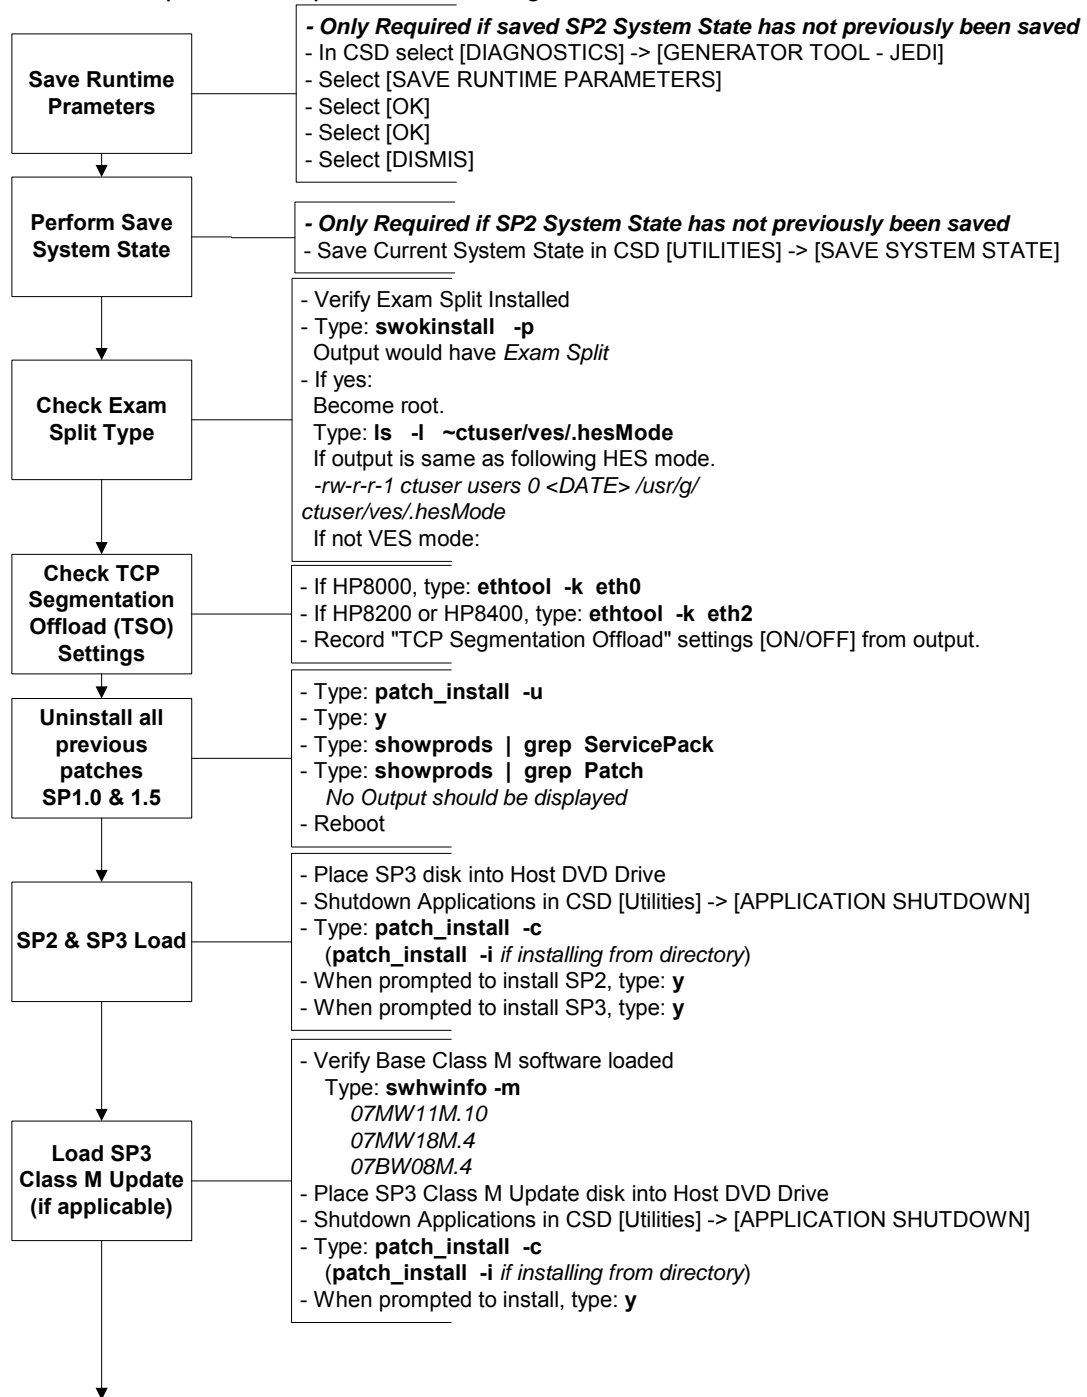 Save Runtime
Prameters
- Only Required if saved SP2 System State has not previously been saved
- In CSD select [DIAGNOSTICS] -> [GENERATOR TOOL - JEDI]
- Select [SAVE RUNTIME PARAMETERS]
- Select [OK]
- Select [OK]
- Select [DISMIS]
Perform Save
System State
- Only Required if SP2 System State has not previously been saved
- Save Current System State in CSD [UTILITIES] -> [SAVE SYSTEM STATE]
Check Exam
Split Type
- Verify Exam Split Installed
- Type: swokinstall -p
Output would have Exam Split
- If yes:
Become root.
Type: ls -l ~ctuser/ves/.hesMode
If output is same as following HES mode.
-rw-r-r-1 ctuser users 0 <DATE> /usr/g/
ctuser/ves/.hesMode
If not VES mode:
Check TCP
Segmentation
Offload (TSO)
Settings
- If HP8000, type: ethtool -k eth0
- If HP8200 or HP8400, type: ethtool -k eth2
- Record "TCP Segmentation Offload" settings [ON/OFF] from output.
Uninstall all
previous
patches
SP1.0 & 1.5
- Type: patch_install -u
- Type: y
- Type: showprods | grep ServicePack
- Type: showprods | grep Patch
No Output should be displayed
- Reboot
SP2 & SP3 Load
- Place SP3 disk into Host DVD Drive
- Shutdown Applications in CSD [Utilities] -> [APPLICATION SHUTDOWN]
- Type: patch_install -c
(patch_install -i if installing from directory)
- When prompted to install SP2, type: y
- When prompted to install SP3, type: y
Load SP3
Class M Update
(if applicable)
- Verify Base Class M software loaded
Type: swhwinfo -m
07MW11M.10
07MW18M.4
07BW08M.4
- Place SP3 Class M Update disk into Host DVD Drive
- Shutdown Applications in CSD [Utilities] -> [APPLICATION SHUTDOWN]
- Type: patch_install -c
(patch_install -i if installing from directory)
- When prompted to install, type: y